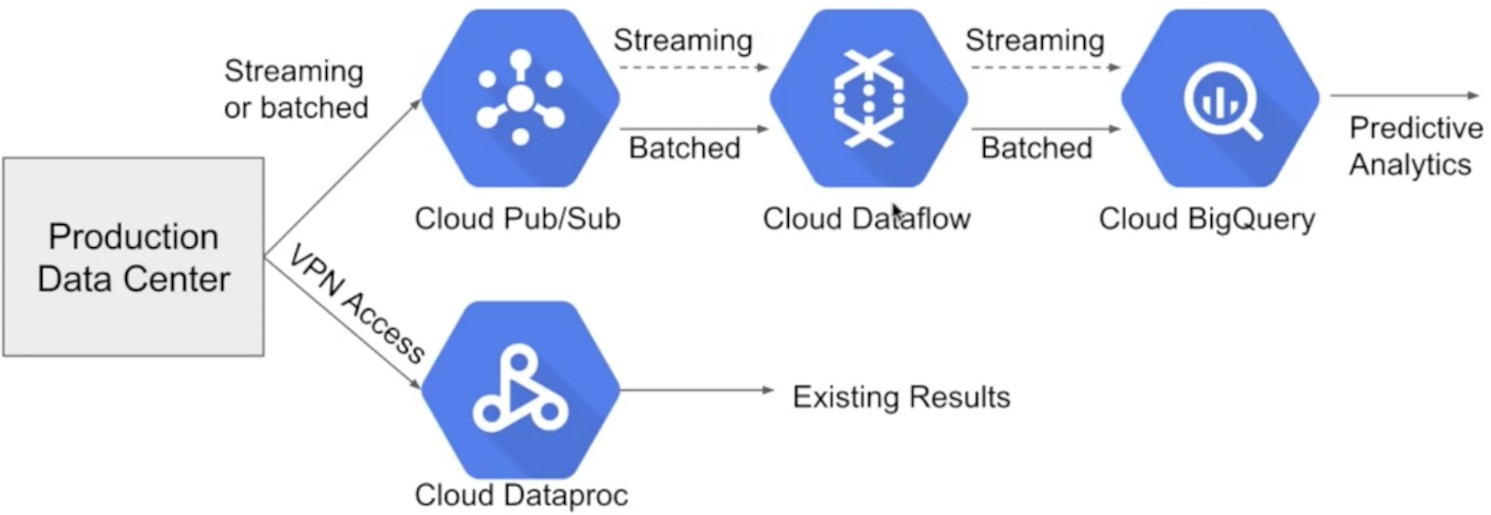 Streaming
or batched
Streaming
Streaming
Batched
Batched
Predictive
Analytics
Cloud Pub/Sub
Cloud Dataflow
Cloud BigQuery
Production
Data Center
VPN Access
Existing Results
Cloud Dataproc